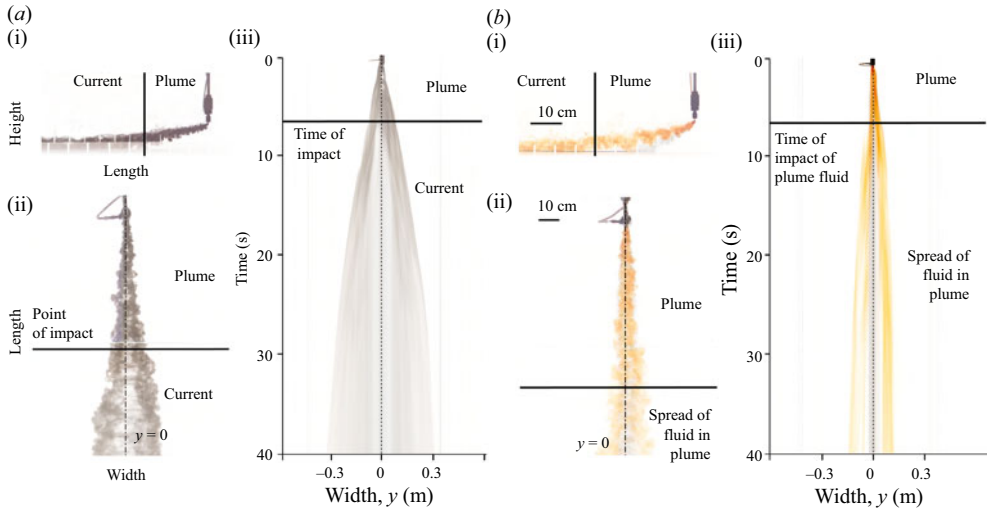 (a)
(i)
Current
Plume
Height
Length
(ii)
Plume
Point
of impact
Length
Current
y = 0
Width
(iii)
0
Plume
Time of
impact
10
Current
20
Time (s)
30
40
–0.3
0
0.3
Width, y (m)
(b)
(i)
Current
Plume
10 cm
(ii)
10 cm
Plume
y = 0
Spread of
fluid in
plume
(iii)
0
Plume
Time of
impact of
plume fluid
10
20
Time (s)
Spread of
fluid in
plume
30
40
–0.3
0
0.3
Width, y (m)